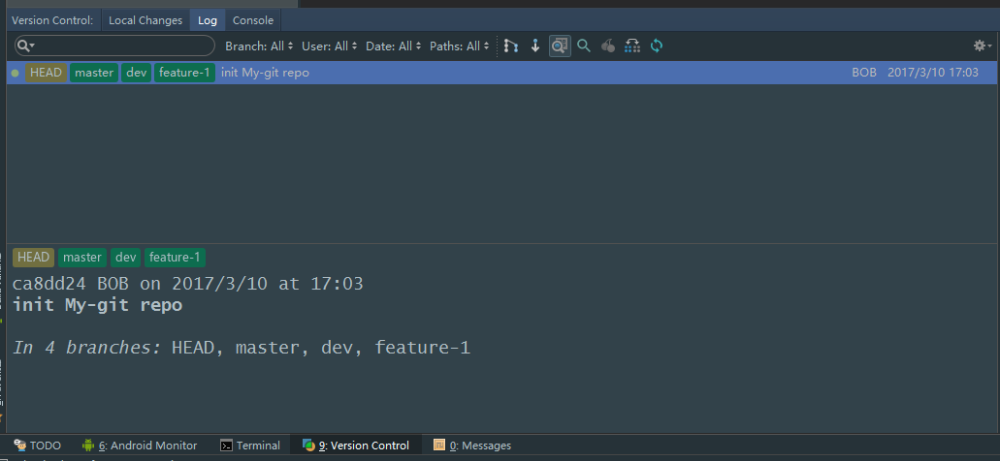 Version Control: Local Changes Log Console
Branch: All User: All Date: All Paths: All
HEAD master dev feature-1 init My-git repo BOB 2017/3/10 17:03
HEAD master dev feature-1
ca8dd24 BOB on 2017/3/10 at 17:03
init My-git repo
In 4 branches: HEAD, master, dev, feature-1
TODO 6: Android Monitor Terminal 9: Version Control 0: Messages